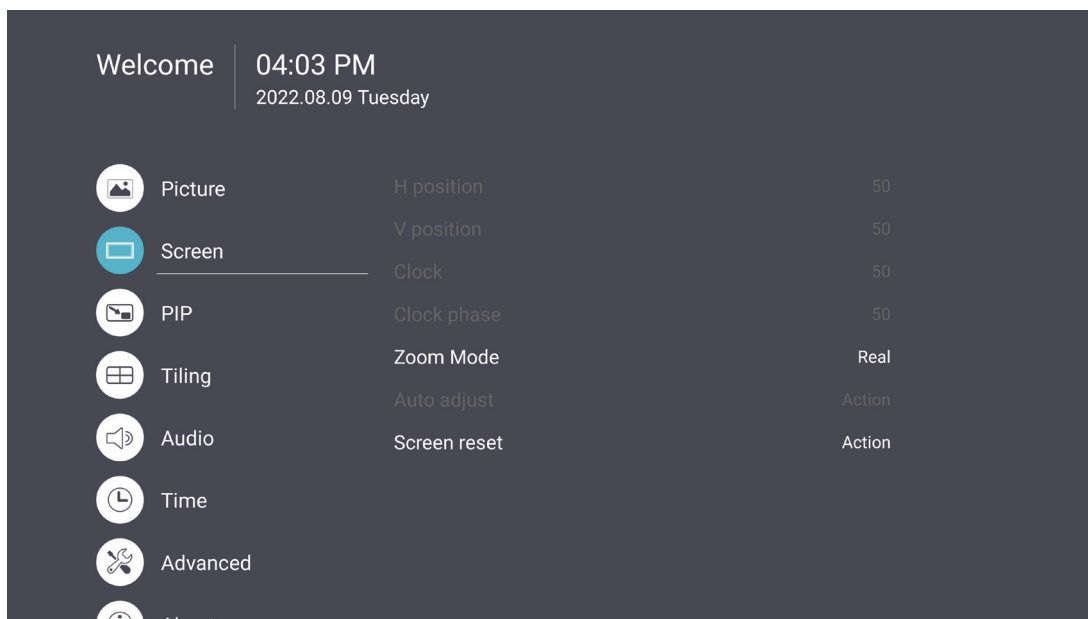 Welcome
04:03 PM
2022.08.09 Tuesday
Picture
Screen
PIP
Tiling
Audio
Time
Advanced
H position 50
V position 50
Clock 50
Clock phase 50
Zoom Mode Real
Auto adjust Action
Screen reset Action